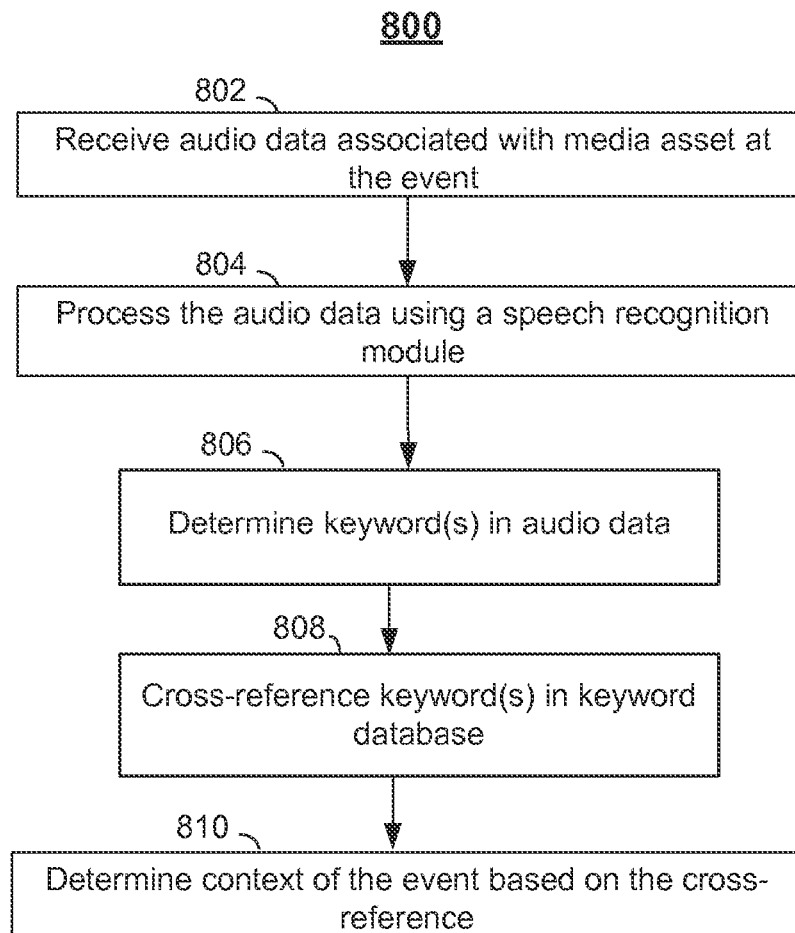 800
802
Receive audio data associated with media asset at
the event
804
Process the audio data using a speech recognition
module
806
Determine keyword(s) in audio data
808
Cross-reference keyword(s) in keyword
database
810
Determine context of the event based on the cross-
reference